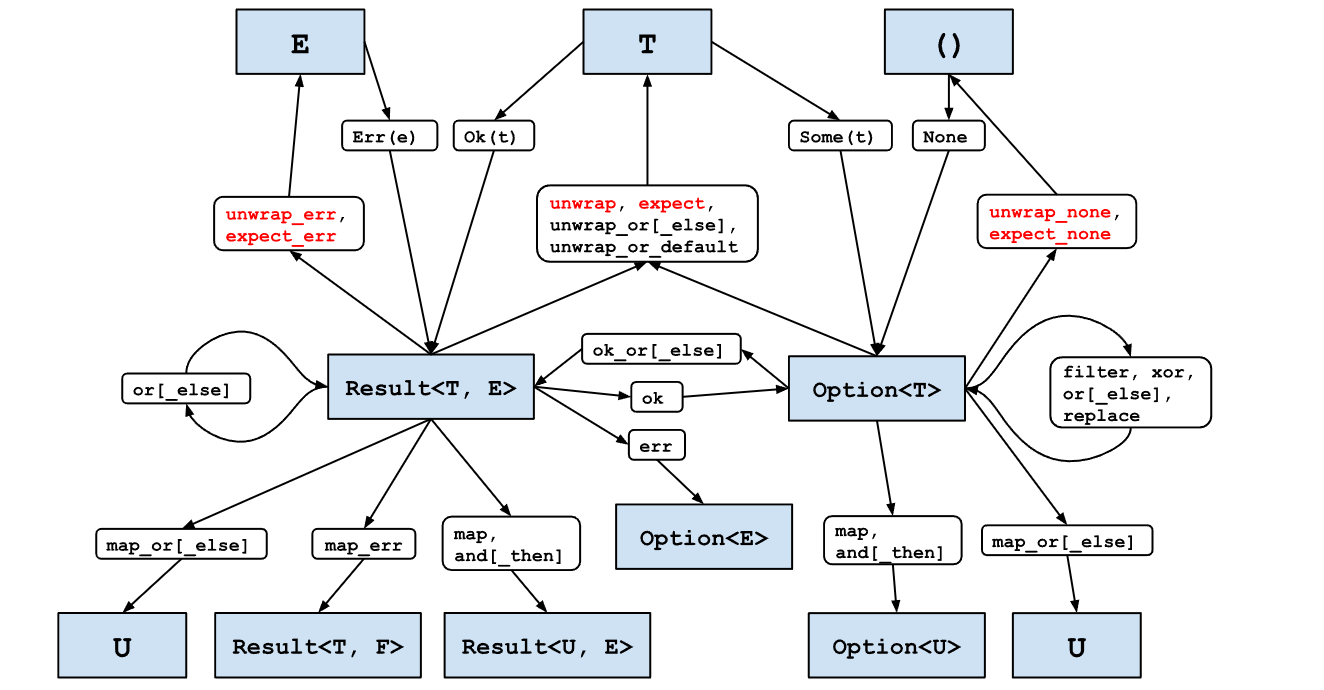 E
T
()
Err(e)
Ok(t)
Some(t)
None
unwrap_err,
expect_err
unwrap, expect,
unwrap_or[_else],
unwrap_or_default
unwrap_none,
expect_none
or[_else]
Result<T, E>
ok_or[_else]
ok
err
Option<T>
filter, xor,
or[_else],
replace
map_or[_else]
map_err
map,
and[_then]
Option<E>
map,
and[_then]
map_or[_else]
U
Result<T, F>
Result<U, E>
Option<U>
U